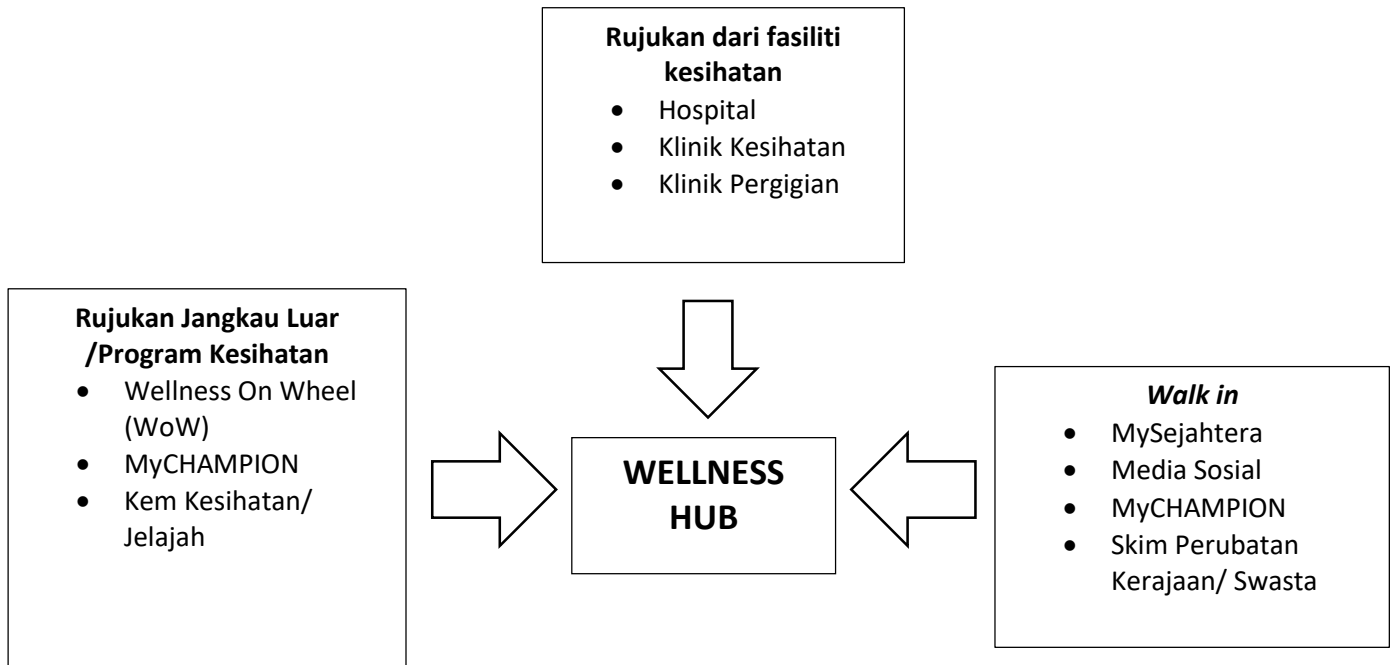 Rujukan dari fasiliti
kesihatan
• Hospital
• Klinik Kesihatan
• Klinik Pergigian
Rujukan Jangkau Luar
/Program Kesihatan
• Wellness On Wheel
(WoW)
• MyCHAMPION
• Kem Kesihatan/
Jelajah
WELLNESS
HUB
Walk in
• MySejahtera
• Media Sosial
• MyCHAMPION
• Skim Perubatan
Kerajaan/ Swasta